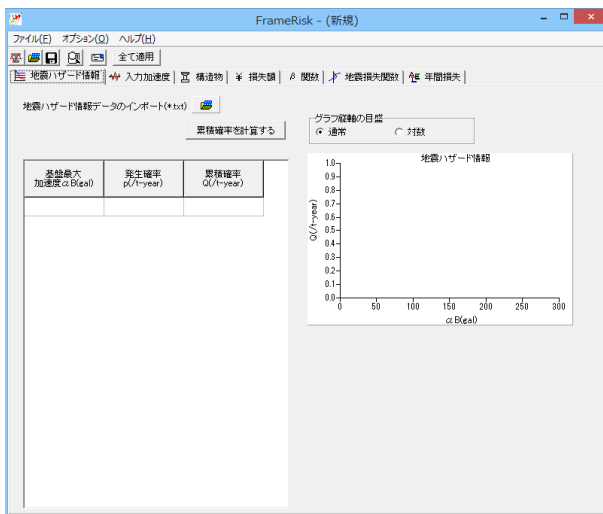 FrameRisk - (新規)
ファイル(F) オプション(O) ヘルプ(H)
全て適用
地震ハザード情報 入力加速度 構造物 ¥ 損失額 β 関数 地震損失関数 AE 年間損失
地震ハザード情報データのインポート(*.txt)
累積確率を計算する
グラフ縦軸の目盛
通常 対数
基盤最大 発生確率 累積確率
加速度αB(gal) p(/t-year) Q(/t-year)
地震ハザード情報
Q(/t-year)
1.0
0.9
0.8
0.7
0.6
0.5
0.4
0.3
0.2
0.1
0.0
0 50 100 150 200 250 300
αB(gal)